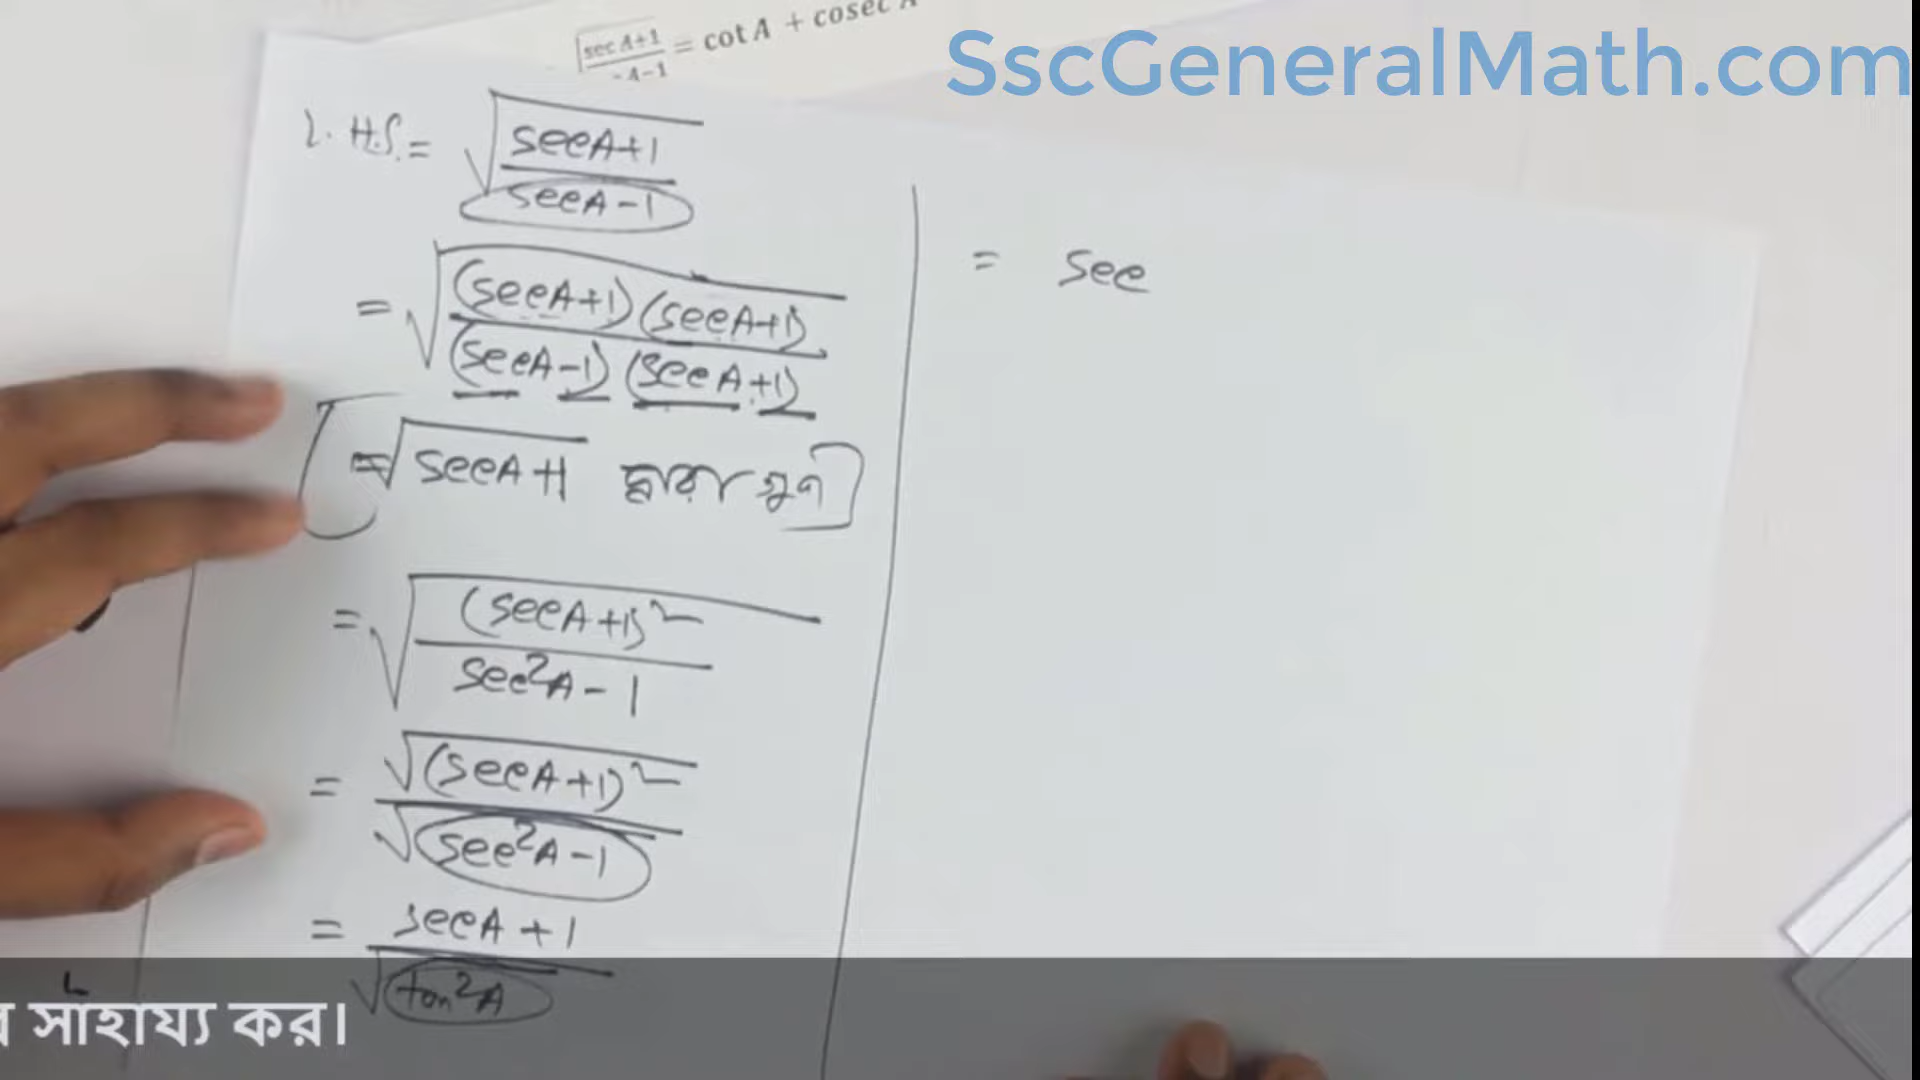 √(sec A+1 / A−1) = cot A + cosec A
SscGeneralMath.com
L.H.S. = √(secA+1 / secA−1)
= √((secA+1)(secA+1) / (secA−1)(secA+1))
[√secA+1 দ্বারা গুণ]
= √((secA+1)² / sec²A−1)
= √(secA+1)² / √sec²A−1
= secA+1 / √tan²A
= sec
সাহায্য কর।